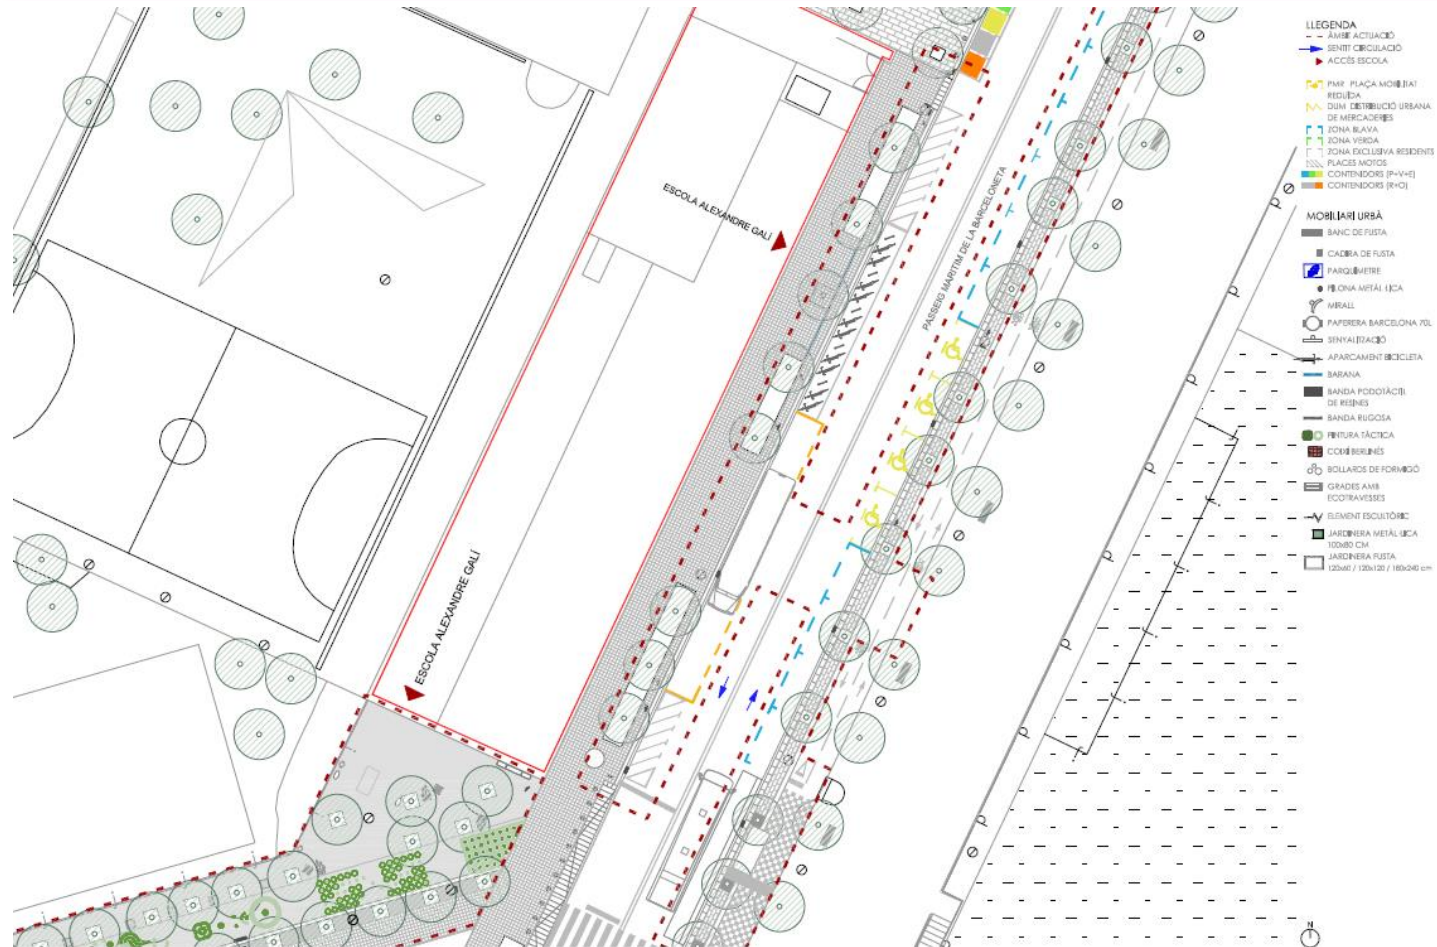 LLEGENDA
ÀMBIT ACTUACIÓ
SENTIT CIRCULACIÓ
ACCÉS ESCOLA
PMR PLAÇA MOBILITAT
REDUÏDA
DUM DISTRIBUCIÓ URBANA
DE MERCADERIES
ZONA BLAVA
ZONA VERDA
ZONA EXCLUSIVA RESIDENTS
PLACES MOTOS
CONTENIDORS (P+V+E)
CONTENIDORS (R+O)
MOBILIARI URBÀ
BANC DE FUSTA
CADIRA DE FUSTA
PARQUÍMETRE
PILONA METÀL·LICA
MIRALL
PAPERERA BARCELONA 70L
SENYALITZACIÓ
APARCAMENT BICICLETA
BARANA
BANDA PODOTÀCTIL
DE RESINES
BANDA RUGOSA
PINTURA TÀCTICA
COIXÍ BERLINÈS
BOLLAROS DE FORMIGÓ
GRADES AMB
ECOTRAVESSES
ELEMENT ESCULTÒRIC
JARDINERA METÀL·LICA
100x80 CM
JARDINERA FUSTA
120x60 / 120x120 / 180x240 cm
ESCOLA ALEXANDRE GALÍ
PASSEIG MARÍTIM DE LA BARCELONETA
ESCOLA ALEXANDRE GALÍ
N